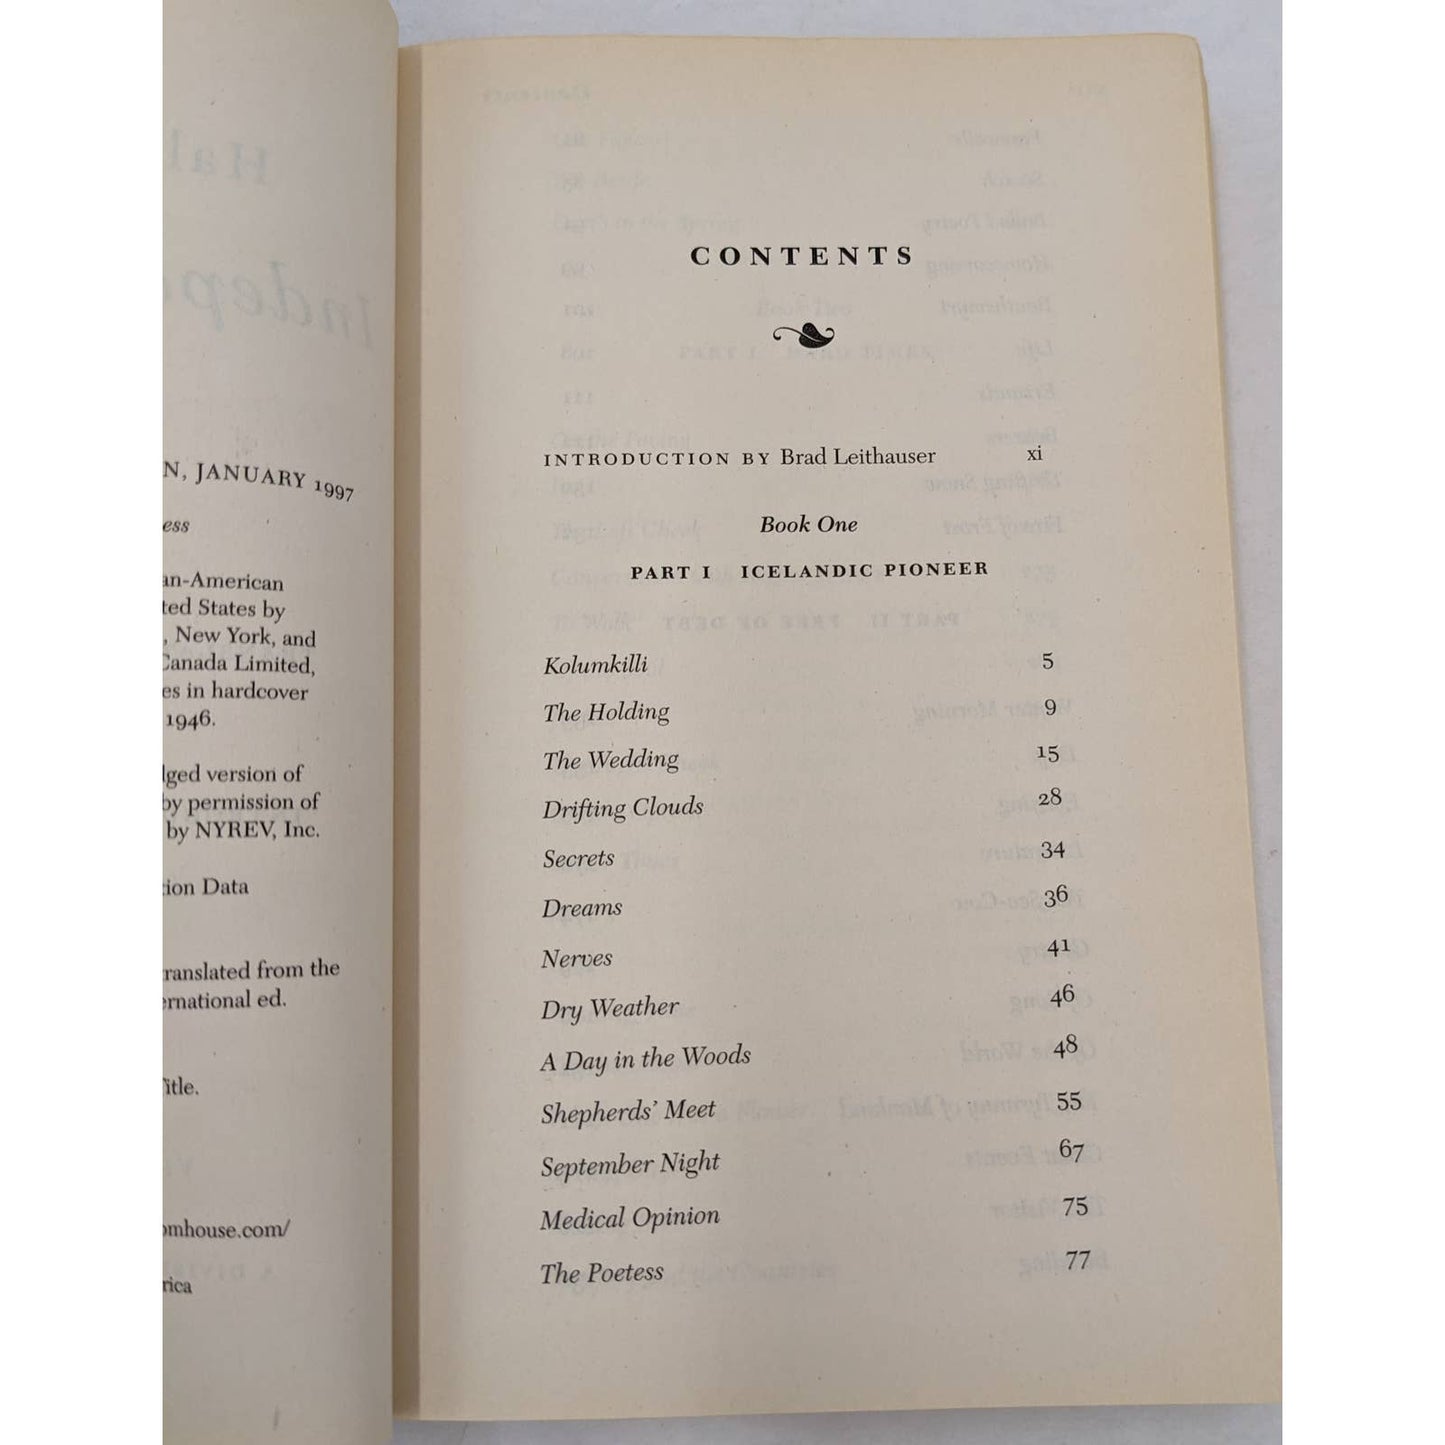 N, JANUARY 1997
ess
an-American
ted States by
, New York, and
Canada Limited,
es in hardcover
1946.
lged version of
by permission of
by NYREV, Inc.
tion Data
ranslated from the
ernational ed.
Title.
omhouse.com/
rica
CONTENTS
INTRODUCTION BY Brad Leithauser xi
Book One
PART I ICELANDIC PIONEER
Kolumkilli 5
The Holding 9
The Wedding 15
Drifting Clouds 28
Secrets 34
Dreams 36
Nerves 41
Dry Weather 46
A Day in the Woods 48
Shepherds' Meet 55
September Night 67
Medical Opinion 75
The Poetess 77